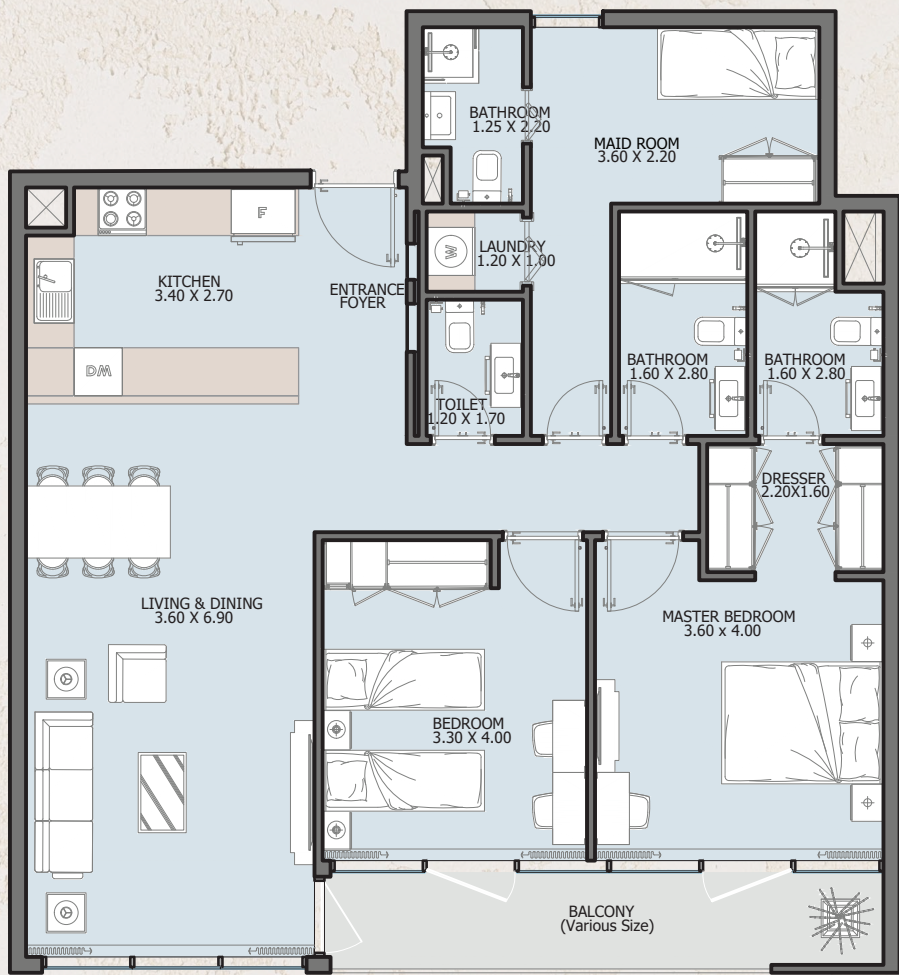 BATHROOM
1.25 X 2.20
MAID ROOM
3.60 X 2.20
F
KITCHEN
3.40 X 2.70
ENTRANCE
FOYER
W
LAUNDRY
1.20 X 1.00
DW
TOILET
1.20 X 1.70
BATHROOM
1.60 X 2.80
BATHROOM
1.60 X 2.80
DRESSER
2.20X1.60
LIVING & DINING
3.60 X 6.90
MASTER BEDROOM
3.60 x 4.00
BEDROOM
3.30 X 4.00
BALCONY
(Various Size)